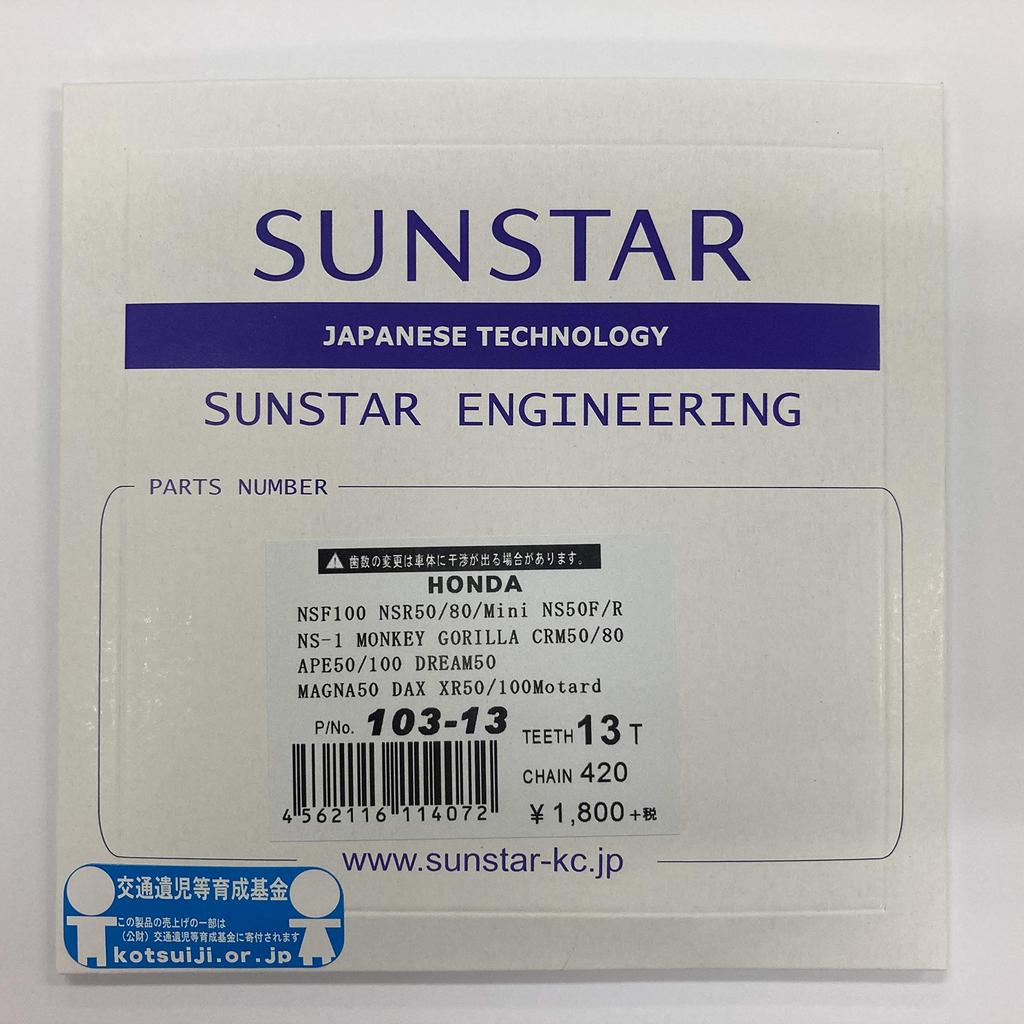 SUNSTAR
JAPANESE TECHNOLOGY
SUNSTAR ENGINEERING
PARTS NUMBER
歯数の変更は車体に干渉が出る場合があります。
HONDA
NSF100 NSR50/80/Mini NS50F/R
NS-1 MONKEY GORILLA CRM50/80
APE50/100 DREAM50
MAGNA50 DAX XR50/100Motard
P/No. 103-13
TEETH 13 T
CHAIN 420
¥ 1,800 +税
4 562116 114072
www.sunstar-kc.jp
交通遺児等育成基金
この製品の売上げの一部は
（公財）交通遺児等育成基金に寄付されます
kotsuiji.or.jp